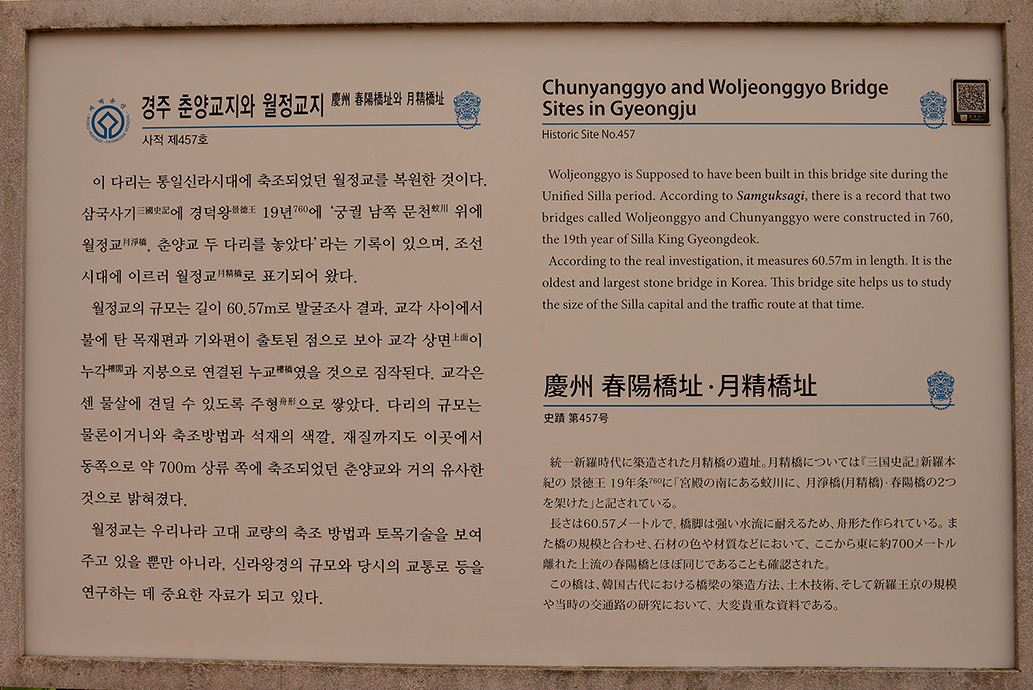 경주 춘양교지와 월정교지 慶州 春陽橋址와 月精橋址
사적 제457호
이 다리는 통일신라시대에 축조되었던 월정교를 복원한 것이다.
삼국사기三國史記에 경덕왕景德王 19년760에 '궁궐 남쪽 문천蚊川 위에
월정교月淨橋, 춘양교 두 다리를 놓았다'라는 기록이 있으며, 조선
시대에 이르러 월정교月精橋로 표기되어 왔다.
월정교의 규모는 길이 60.57m로 발굴조사 결과, 교각 사이에서
불에 탄 목재편과 기와편이 출토된 점으로 보아 교각 상면上面이
누각樓閣과 지붕으로 연결된 누교樓橋였을 것으로 짐작된다. 교각은
센 물살에 견딜 수 있도록 주형舟形으로 쌓았다. 다리의 규모는
물론이거니와 축조방법과 석재의 색깔, 재질까지도 이곳에서
동쪽으로 약 700m 상류 쪽에 축조되었던 춘양교와 거의 유사한
것으로 밝혀졌다.
월정교는 우리나라 고대 교량의 축조 방법과 토목기술을 보여
주고 있을 뿐만 아니라, 신라왕경의 규모와 당시의 교통로 등을
연구하는 데 중요한 자료가 되고 있다.
Chunyanggyo and Woljeonggyo Bridge
Sites in Gyeongju
Historic Site No.457
Woljeonggyo is Supposed to have been built in this bridge site during the
Unified Silla period. According to Samguksagi, there is a record that two
bridges called Woljeonggyo and Chunyanggyo were constructed in 760,
the 19th year of Silla King Gyeongdeok.
According to the real investigation, it measures 60.57m in length. It is the
oldest and largest stone bridge in Korea. This bridge site helps us to study
the size of the Silla capital and the traffic route at that time.
慶州 春陽橋址·月精橋址
史蹟 第457号
統一新羅時代に築造された月精橋の遺址。月精橋については『三国史記』新羅本
紀の 景徳王 19年条760に「宮殿の南にある蚊川に、月淨橋(月精橋)·春陽橋の2つ
を架けた」と記されている。
長さは60.57メートルで, 橋脚は強い水流に耐えるため、舟形た作られている。ま
た橋の規模と合わせ、石材の色や材質などにおいて、ここから東に約700メートル
離れた上流の春陽橋とほぼ同じであることも確認された。
この橋は、韓国古代における橋梁の築造方法、土木技術、そして新羅王京の規模
や当時の交通路の研究において、大変貴重な資料である。